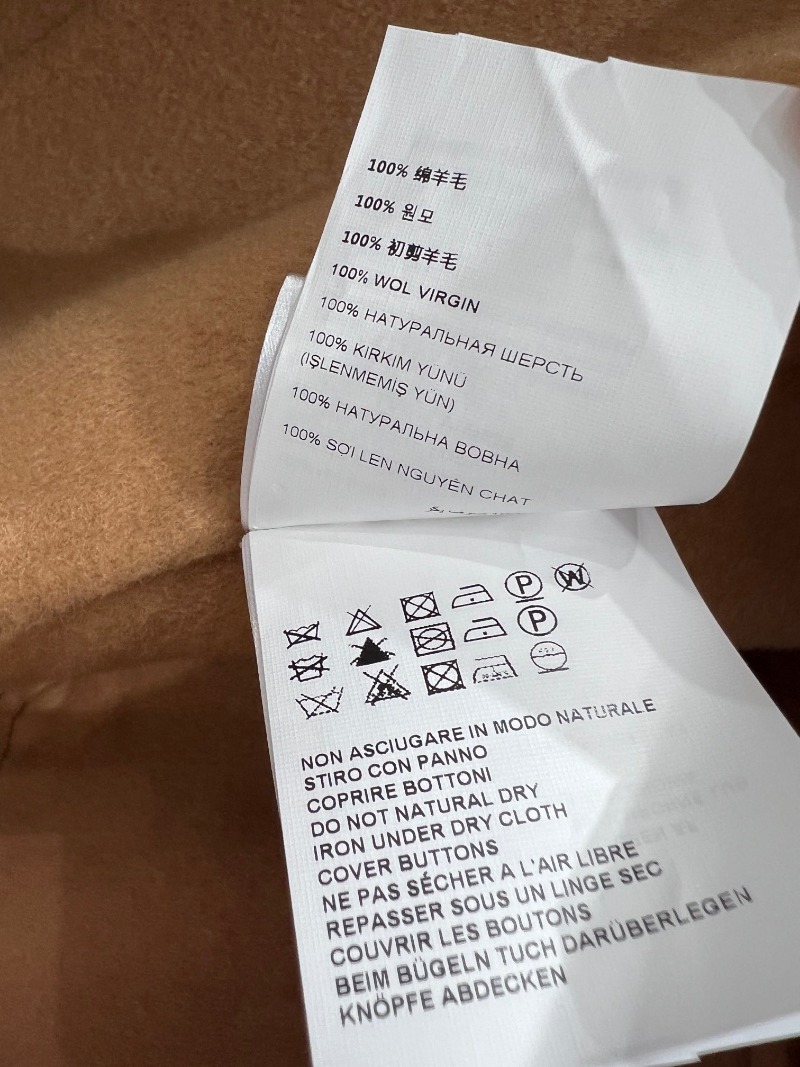 100% 绵羊毛
100% 원모
100% 初剪羊毛
100% WOL VIRGIN
100% НАТУРАЛЬНАЯ ШЕРСТЬ
100% KIRKIM YÜNÜ
(IŞLENMEMİŞ YÜN)
100% НАТУРАЛЬНА ВОВНА
100% SỢI LEN NGUYÊN CHAT
P W
P
NON ASCIUGARE IN MODO NATURALE
STIRO CON PANNO
COPRIRE BOTTONI
DO NOT NATURAL DRY
IRON UNDER DRY CLOTH
COVER BUTTONS
NE PAS SÉCHER A L'AIR LIBRE
REPASSER SOUS UN LINGE SEC
COUVRIR LES BOUTONS
BEIM BÜGELN TUCH DARÜBERLEGEN
KNÖPFE ABDECKEN